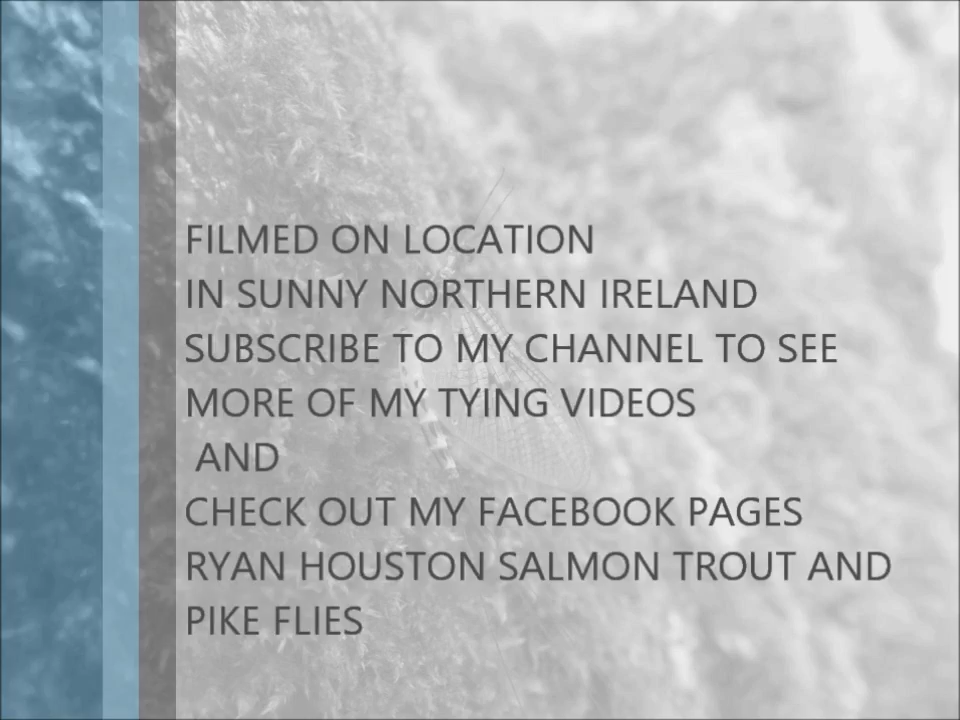 FILMED ON LOCATION
IN SUNNY NORTHERN IRELAND
SUBSCRIBE TO MY CHANNEL TO SEE
MORE OF MY TYING VIDEOS
AND
CHECK OUT MY FACEBOOK PAGES
RYAN HOUSTON SALMON TROUT AND
PIKE FLIES